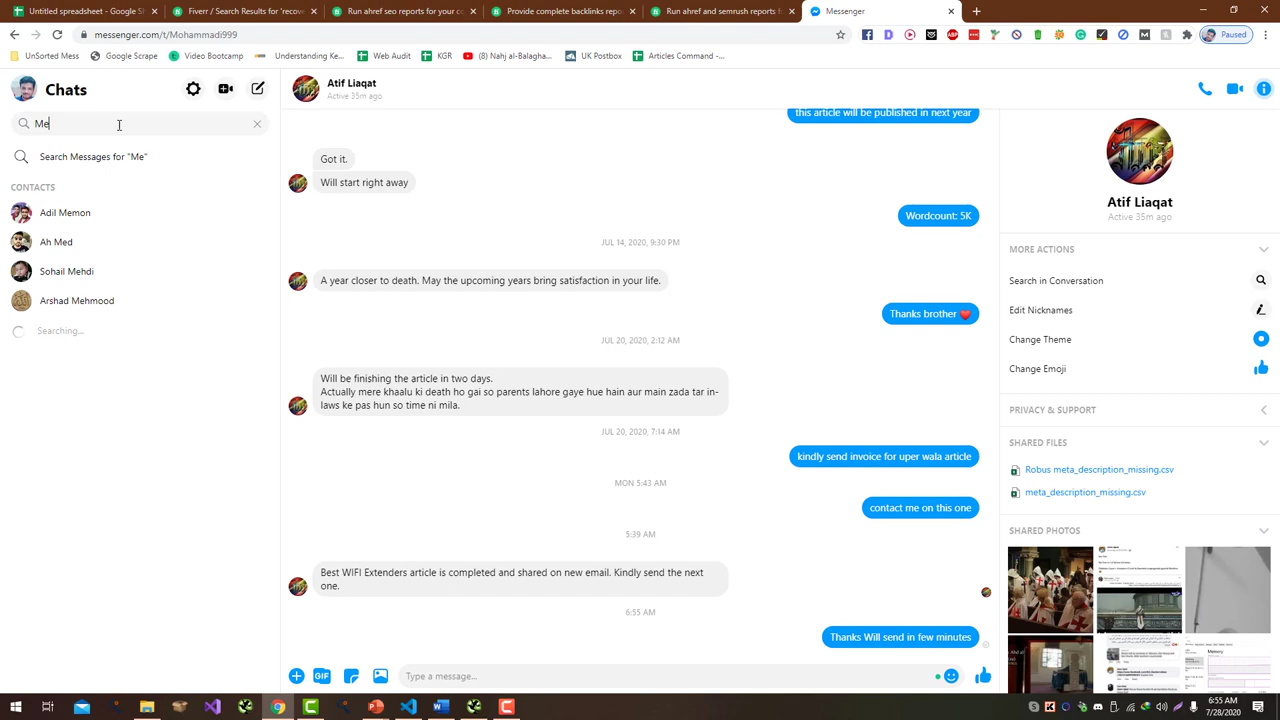 Fiverr / Search Results for 'recove
Run ahref and seo reports for your c
Provide complete backlinks repo
Run ahref and semrush reports fo
Messenger
messenger.com/t/Mohammadi999
Paused
UnSorted Mess
Google Scrape
Video Bootcamp
Understanding Ke...
Web Audit
KGR
(8) Nahj al-Balagha...
UK Postbox
Articles Command -...
Chats
Me
Search Messages for "Me"
CONTACTS
Adil Memon
Ah Med
Sohail Mehdi
Arshad Mehmood
Searching...
Atif Liaqat
Active 35m ago
this article will be published in next year
Got it.
Will start right away
Wordcount: 5K
JUL 14, 2020, 9:30 PM
A year closer to death. May the upcoming years bring satisfaction in your life.
Thanks brother ❤
JUL 20, 2020, 2:12 AM
Will be finishing the article in two days.
Actually mere khaalu ki death ho gai so parents lahore gaye hue hain aur main zada tar in-
laws ke pas hun so time ni mila.
JUL 20, 2020, 7:14 AM
kindly send invoice for uper wala article
MON 5:43 AM
contact me on this one
5:39 AM
Best WIFI Extender article is completed and shared on new email. Kindly send the next
one.
6:55 AM
Thanks Will send in few minutes
GIF
Type a message...
Atif Liaqat
Active 35m ago
MORE ACTIONS
Search in Conversation
Edit Nicknames
Change Theme
Change Emoji
PRIVACY & SUPPORT
SHARED FILES
Robus meta_description_missing.csv
meta_description_missing.csv
SHARED PHOTOS
6:55 AM
7/28/2020